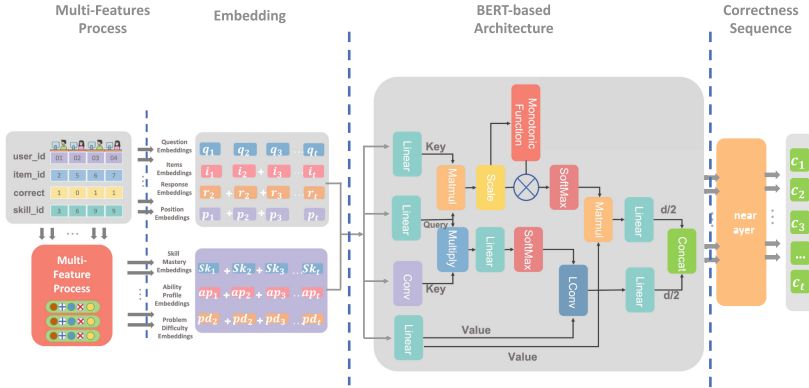 Multi-Features
Process
Embedding
BERT-based
Architecture
Correctness
Sequence
user_id 01 02 03 04
item_id 2 5 6 7
correct 1 0 1 1
skill_id 3 6 9 9
Multi-
Feature
Process
Question
Embeddings
Items
Embeddings
Response
Embeddings
Position
Embeddings
q1 q2 q3 ... qt
i1 + i2 + i3 ... it
r2 + r2 + r3 ... rt
p1 + p2 + p3 pt
Skill
Mastery
Embeddings
Ability
Profile
Embeddings
Problem
Difficulty
Embeddings
Sk1 + Sk2 + Sk3 ... Skt
ap1 + ap2 + ap3 ... apt
pd2 + pd2 + pd3 ... pdt
Linear
Key
Linear
Query
Conv
Key
Linear
Value
Value
Matmul
Scale
Monotonic
Function
SoftMax
Matmul
Linear
d/2
Multiply
Linear
SoftMax
LConv
Linear
d/2
Concat
near
ayer
c1
c2
c3
...
ct